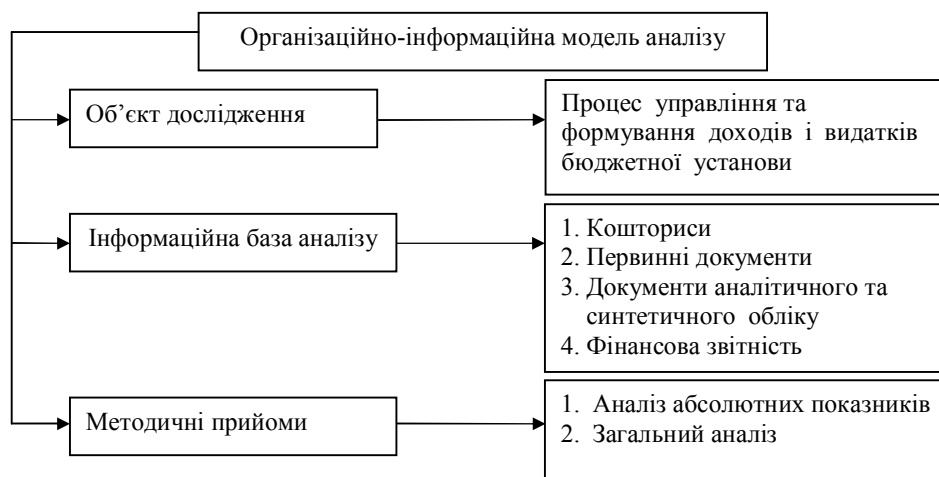 Організаційно-інформаційна модель аналізу
Об’єкт дослідження
Процес управління та
формування доходів і видатків
бюджетної установи
Інформаційна база аналізу
1. Кошториси
2. Первинні документи
3. Документи аналітичного та
синтетичного обліку
4. Фінансова звітність
Методичні прийоми
1. Аналіз абсолютних показників
2. Загальний аналіз